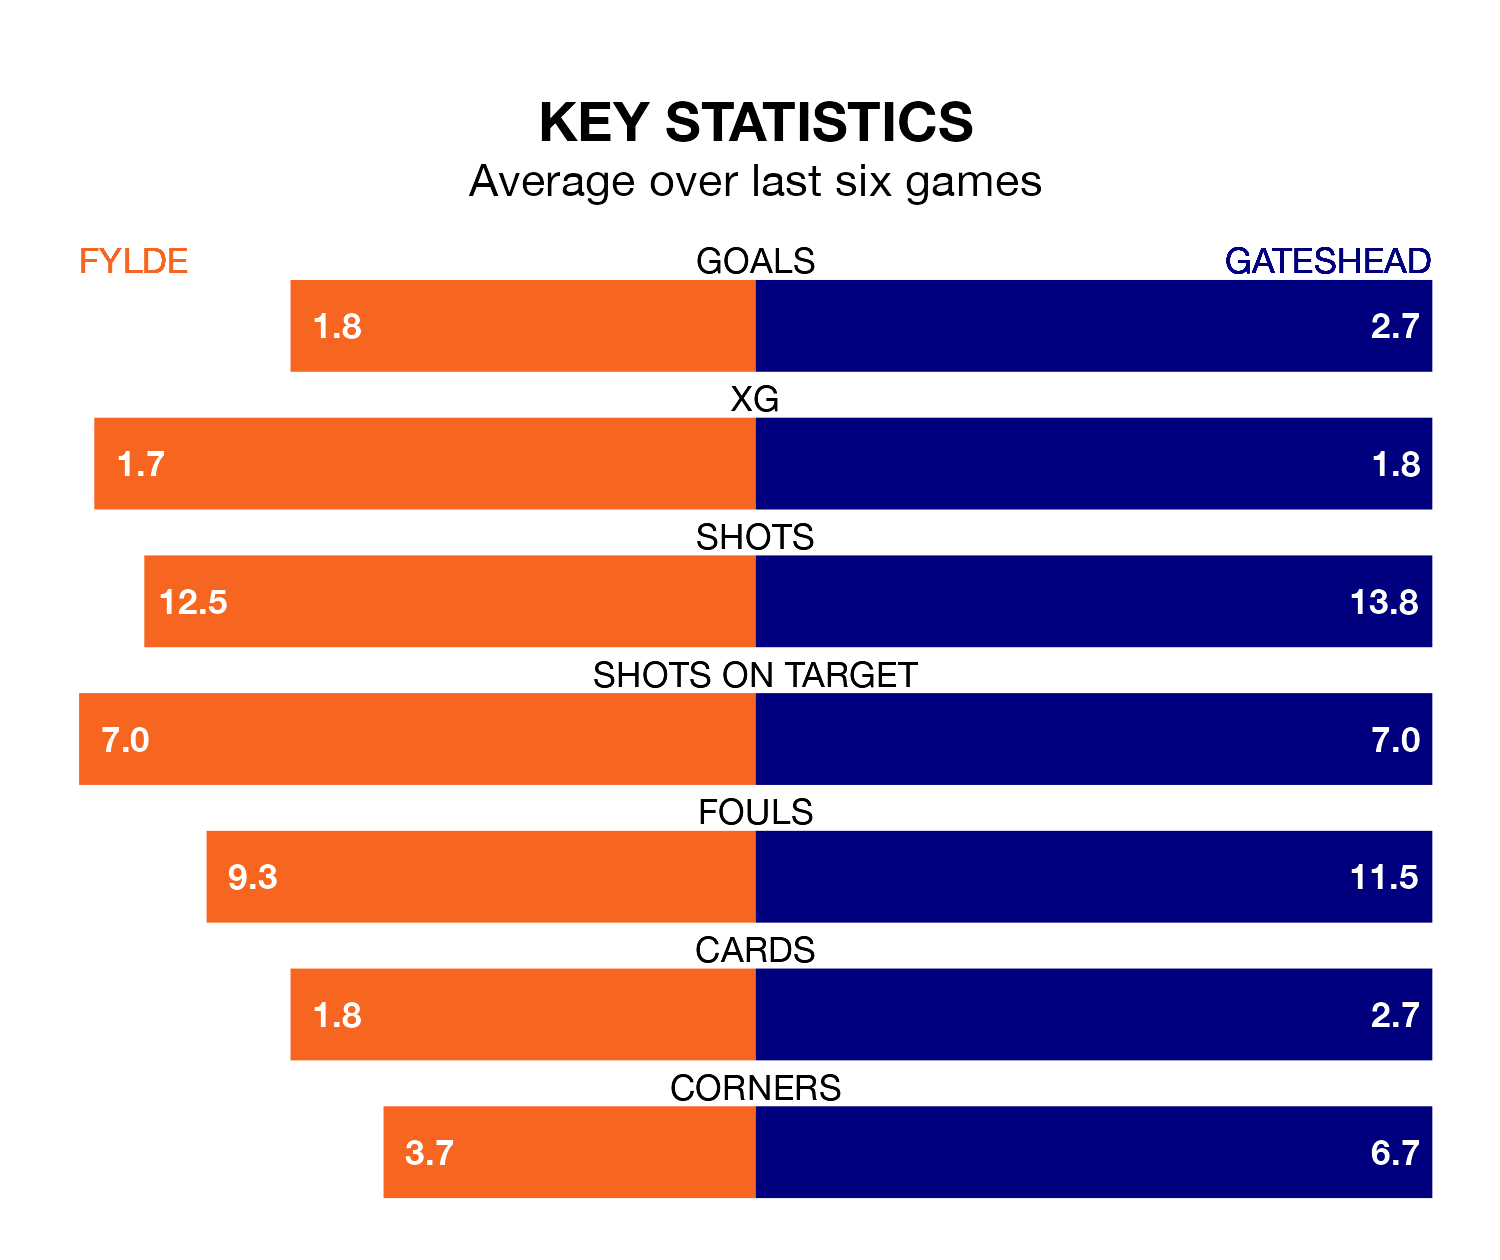 KEY STATISTICS
Average over last six games
FYLDE GOALS GATESHEAD
1.8 2.7
XG
1.7 1.8
SHOTS
12.5 13.8
SHOTS ON TARGET
7.0 7.0
FOULS
9.3 11.5
CARDS
1.8 2.7
CORNERS
3.7 6.7